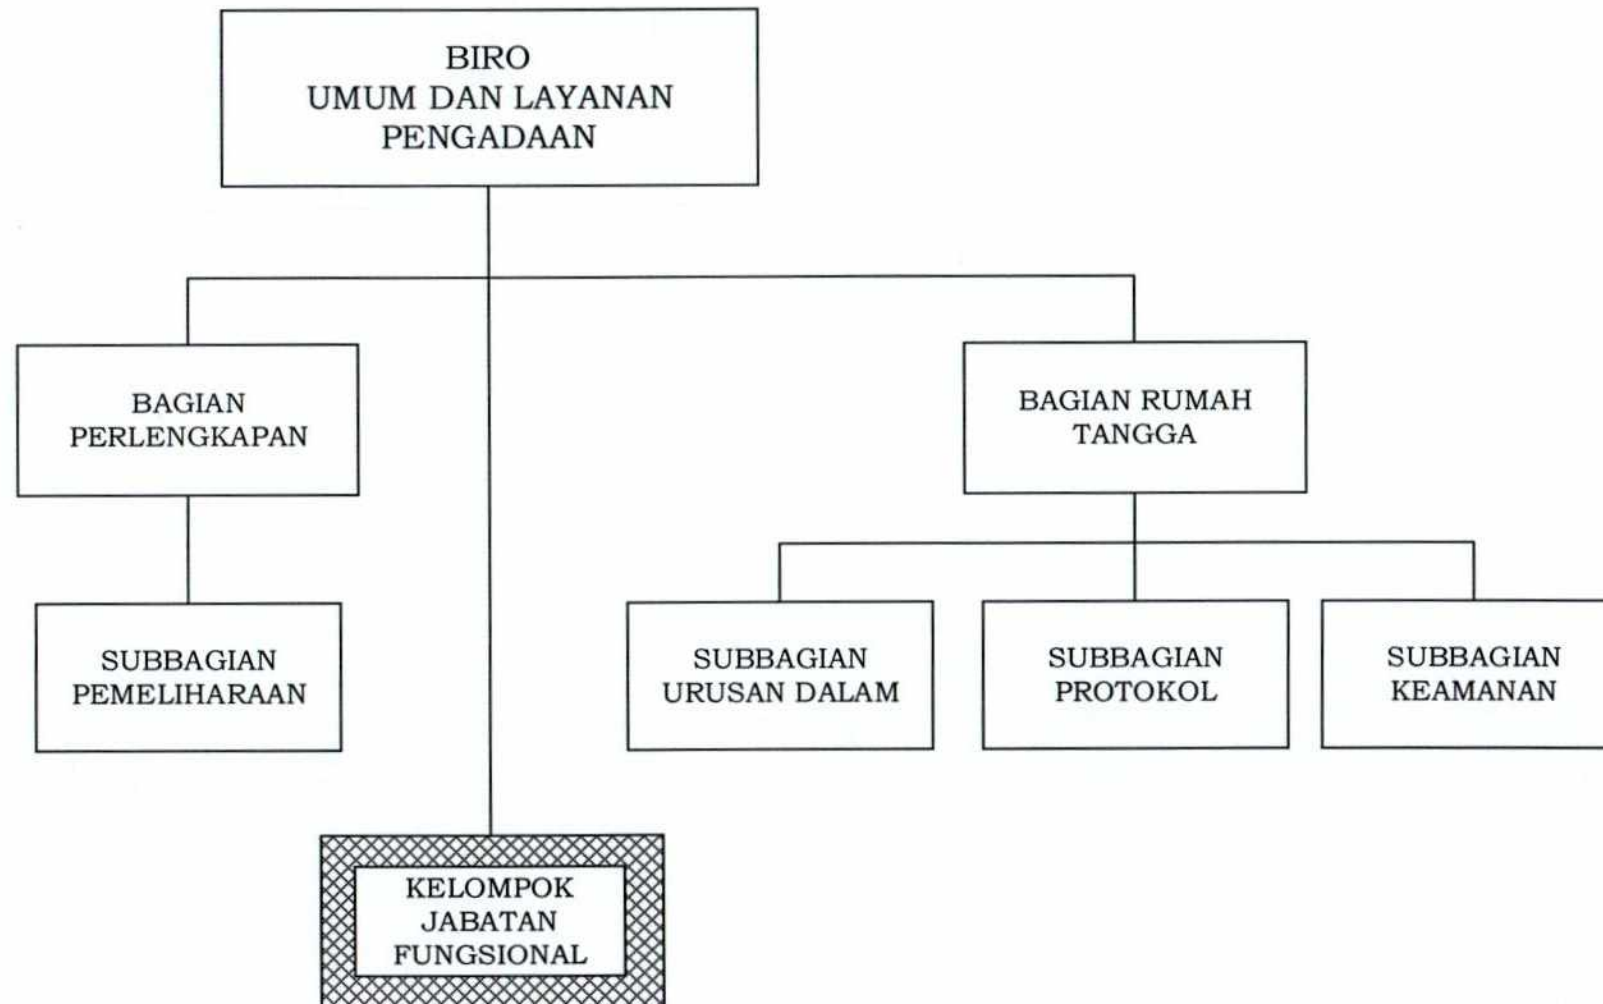 BIRO
UMUM DAN LAYANAN
PENGADAAN
BAGIAN
PERLENGKAPAN
BAGIAN RUMAH
TANGGA
SUBBAGIAN
PEMELIHARAAN
SUBBAGIAN
URUSAN DALAM
SUBBAGIAN
PROTOKOL
SUBBAGIAN
KEAMANAN
KELOMPOK
JABATAN
FUNGSIONAL